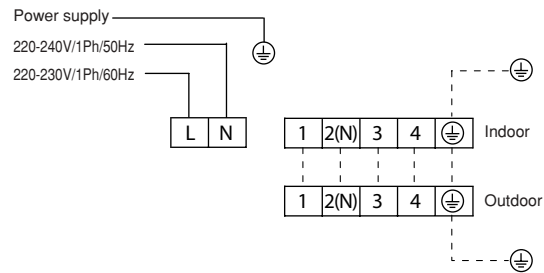 Power supply
220-240V/1Ph/50Hz
220-230V/1Ph/60Hz
L N
1 2(N) 3 4 Indoor
1 2(N) 3 4 Outdoor